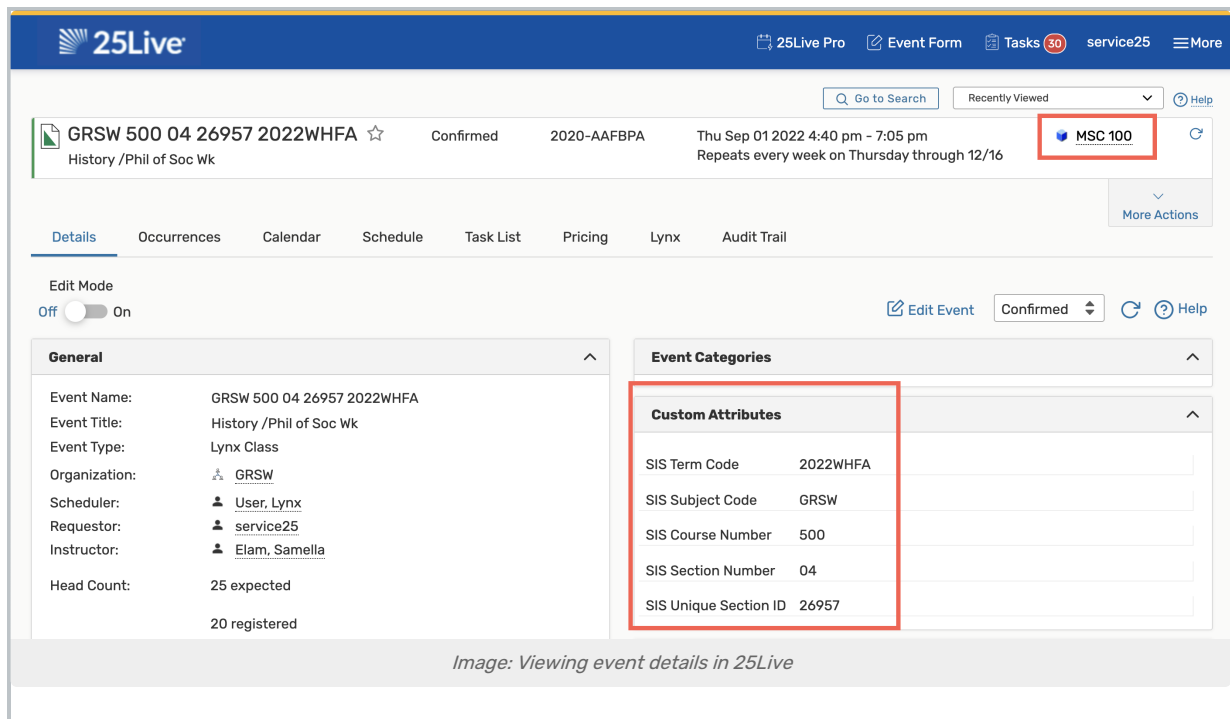 25Live
25Live Pro Event Form Tasks 30 service25 More
Go to Search Recently Viewed Help
GRSW 500 04 26957 2022WHFA Confirmed 2020-AAFBPA Thu Sep 01 2022 4:40 pm - 7:05 pm MSC 100
History /Phil of Soc Wk Repeats every week on Thursday through 12/16
More Actions
Details Occurrences Calendar Schedule Task List Pricing Lynx Audit Trail
Edit Mode
Off On
Edit Event Confirmed Help
General
Event Name: GRSW 500 04 26957 2022WHFA
Event Title: History /Phil of Soc Wk
Event Type: Lynx Class
Organization: GRSW
Scheduler: User, Lynx
Requestor: service25
Instructor: Elam, Samella
Head Count: 25 expected
20 registered
Event Categories
Custom Attributes
SIS Term Code 2022WHFA
SIS Subject Code GRSW
SIS Course Number 500
SIS Section Number 04
SIS Unique Section ID 26957
Image: Viewing event details in 25Live